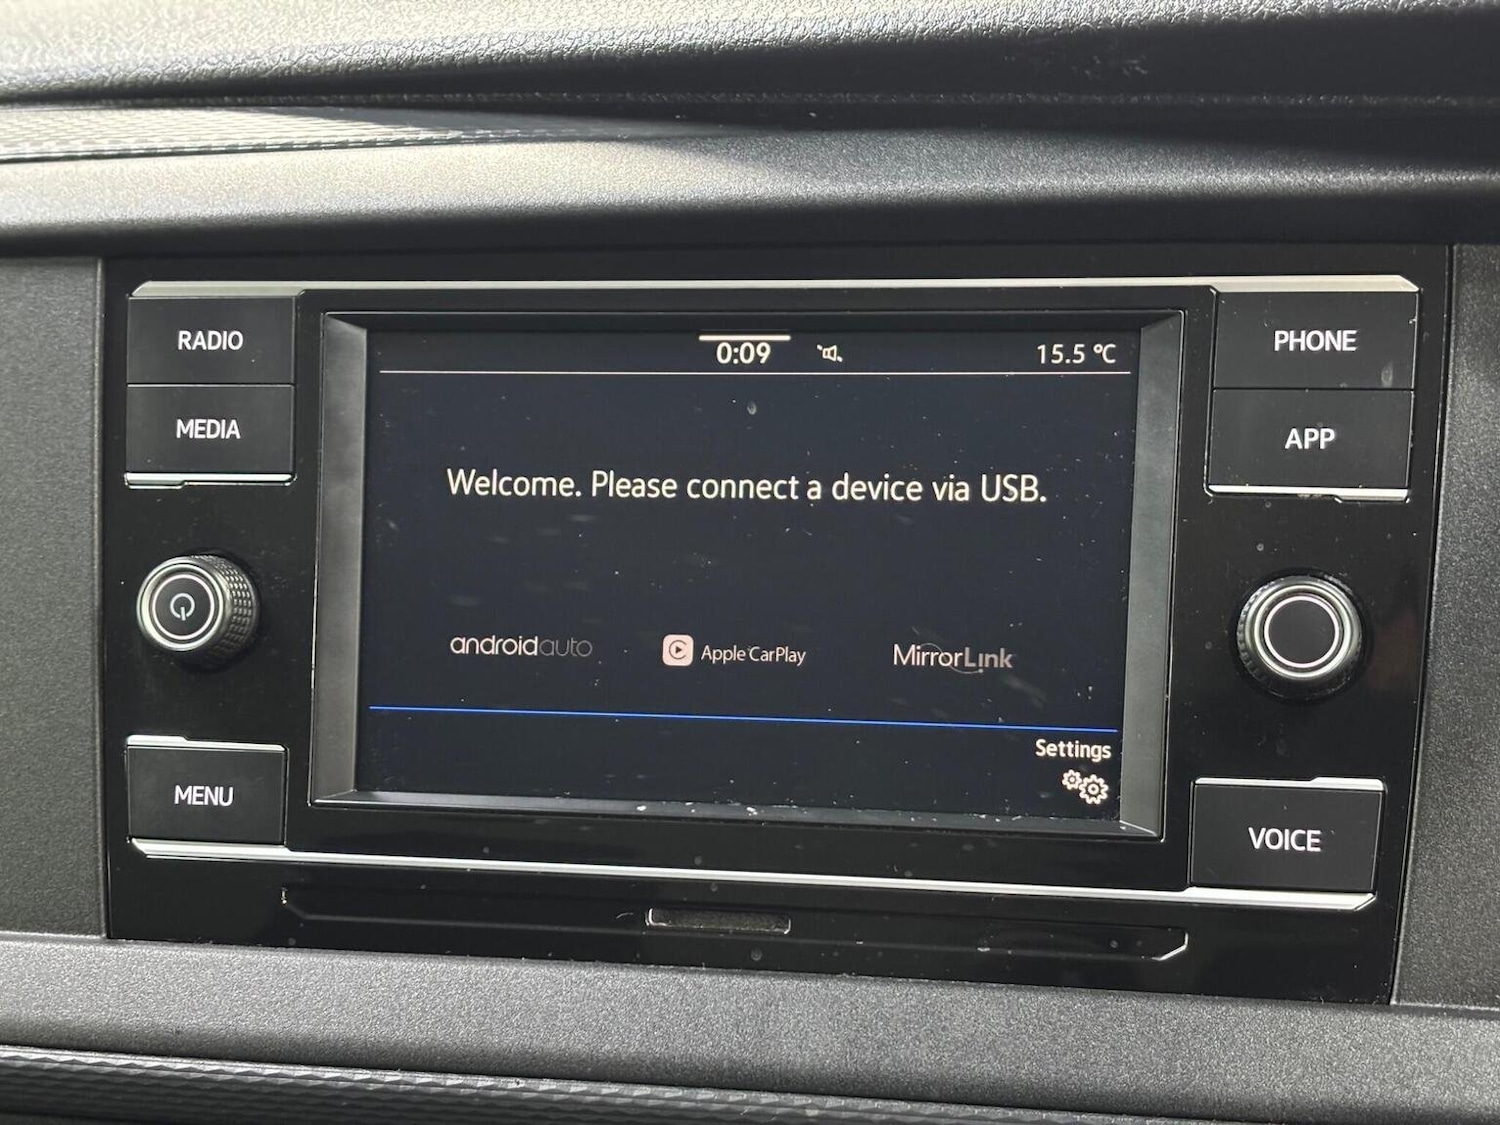 RADIO
MEDIA
MENU
0:09
15.5 °C
Welcome. Please connect a device via USB.
androidauto
Apple CarPlay
MirrorLink
Settings
PHONE
APP
VOICE